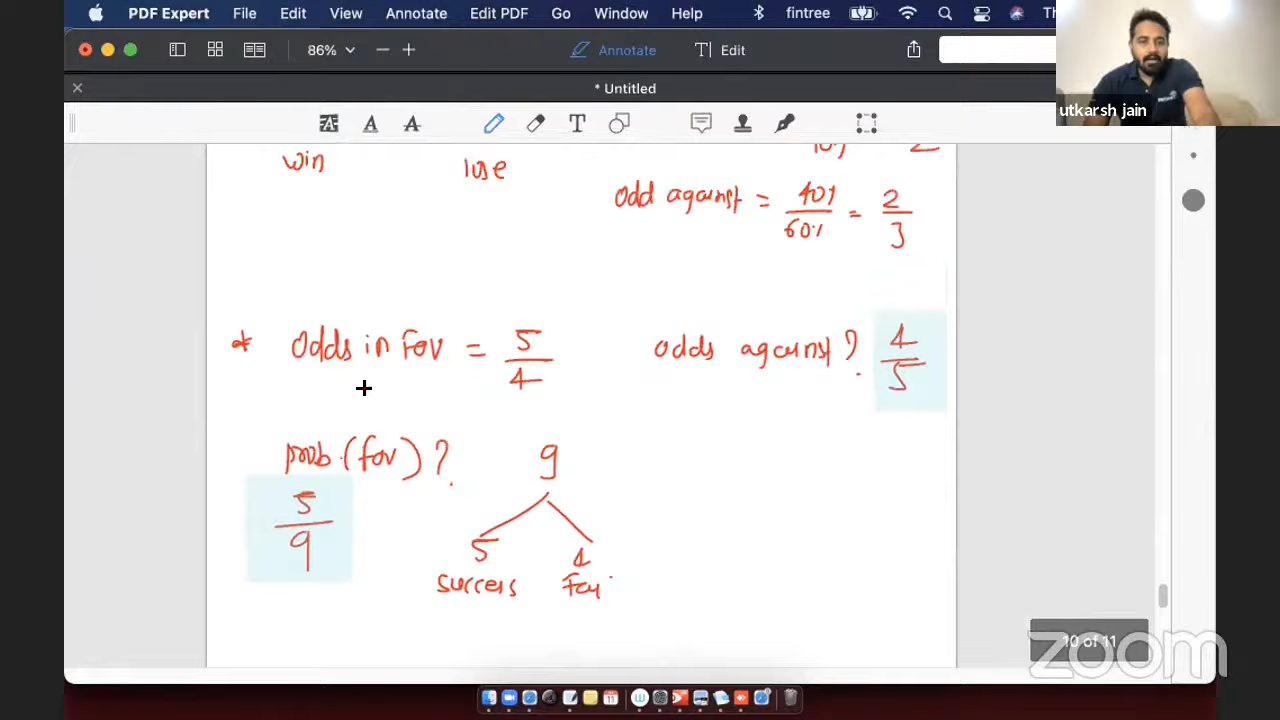 PDF Expert File Edit View Annotate Edit PDF Go Window Help fintree
86% Annotate Edit
* Untitled
utkarsh jain
win lose
odd against = 40% / 60% = 2 / 3
* odds in fav = 5 / 4 odds against? 4 / 5
prob.(fav)? 9
5 / 9
5 4
success fail
10 of 11
zoom